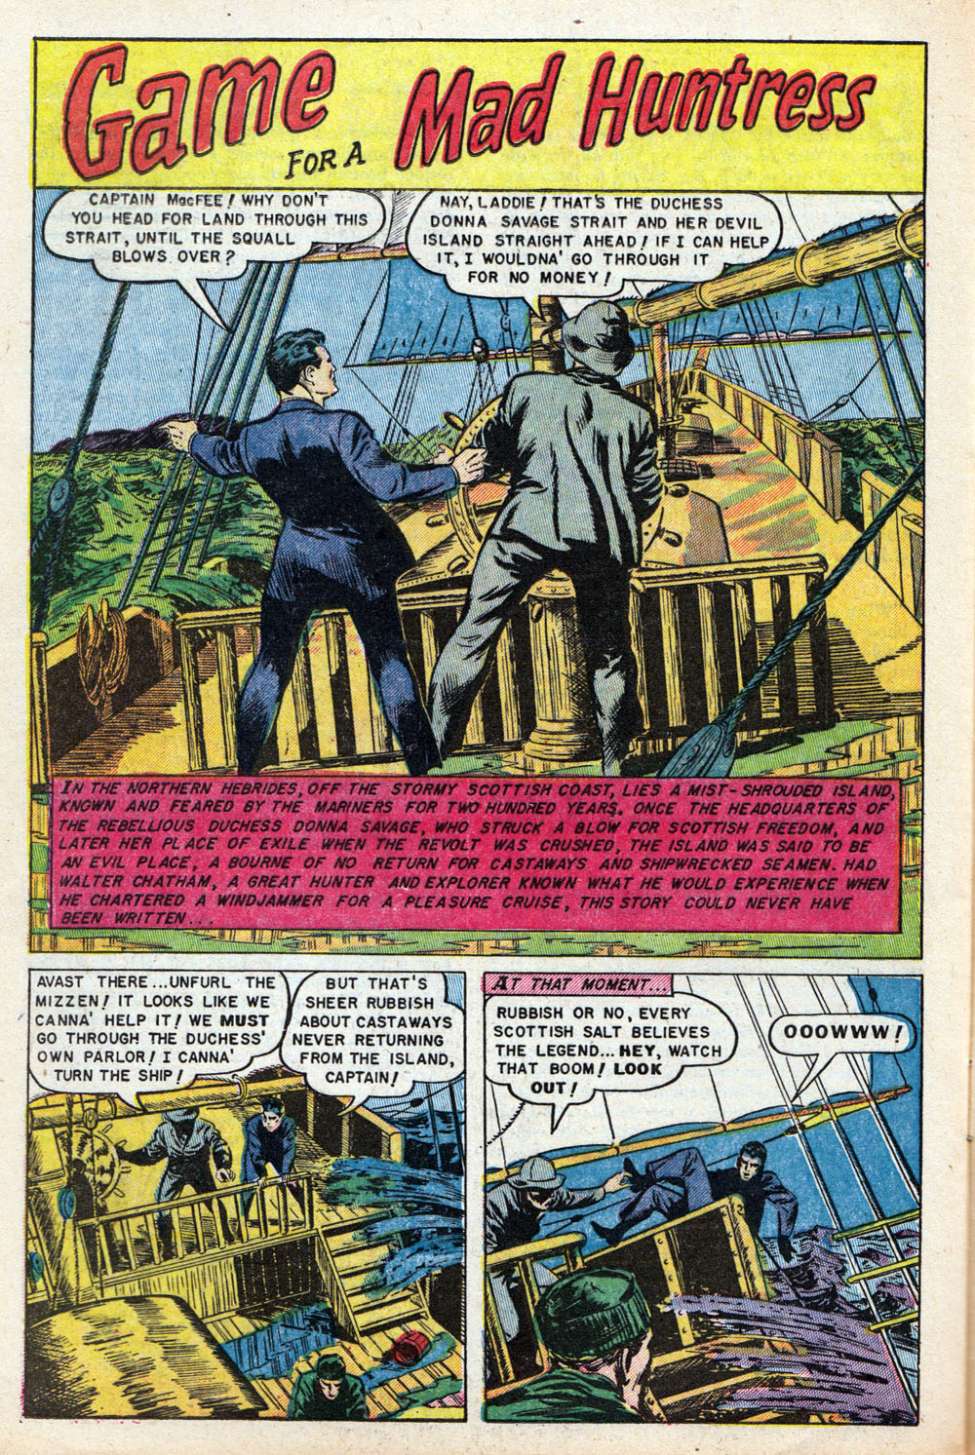 Game FOR A Mad Huntress
CAPTAIN MacFEE! WHY DON'T
YOU HEAD FOR LAND THROUGH THIS
STRAIT, UNTIL THE SQUALL
BLOWS OVER?
NAY, LADDIE! THAT'S THE DUCHESS
DONNA SAVAGE STRAIT AND HER DEVIL
ISLAND STRAIGHT AHEAD! IF I CAN HELP
IT, I WOULDNA' GO THROUGH IT
FOR NO MONEY!
IN THE NORTHERN HEBRIDES, OFF THE STORMY SCOTTISH COAST, LIES A MIST-SHROUDED ISLAND,
KNOWN AND FEARED BY THE MARINERS FOR TWO HUNDRED YEARS. ONCE THE HEADQUARTERS OF
THE REBELLIOUS DUCHESS DONNA SAVAGE, WHO STRUCK A BLOW FOR SCOTTISH FREEDOM, AND
LATER HER PLACE OF EXILE WHEN THE REVOLT WAS CRUSHED, THE ISLAND WAS SAID TO BE
AN EVIL PLACE, A BOURNE OF NO RETURN FOR CASTAWAYS AND SHIPWRECKED SEAMEN. HAD
WALTER CHATHAM, A GREAT HUNTER AND EXPLORER KNOWN WHAT HE WOULD EXPERIENCE WHEN
HE CHARTERED A WINDJAMMER FOR A PLEASURE CRUISE, THIS STORY COULD NEVER HAVE
BEEN WRITTEN...
AVAST THERE...UNFURL THE
MIZZEN! IT LOOKS LIKE WE
CANNA' HELP IT! WE MUST
GO THROUGH THE DUCHESS'
OWN PARLOR! I CANNA'
TURN THE SHIP!
BUT THAT'S
SHEER RUBBISH
ABOUT CASTAWAYS
NEVER RETURNING
FROM THE ISLAND,
CAPTAIN!
AT THAT MOMENT...
RUBBISH OR NO, EVERY
SCOTTISH SALT BELIEVES
THE LEGEND... HEY, WATCH
THAT BOOM! LOOK
OUT!
OOOWWW!